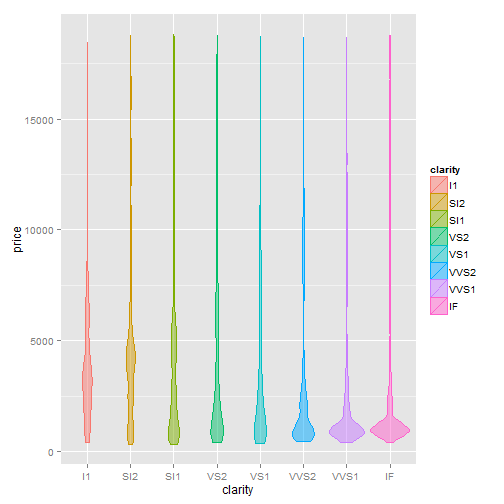 15000
10000
5000
0
price
I1 SI2 SI1 VS2 VS1 VVS2 VVS1 IF
clarity
clarity
I1
SI2
SI1
VS2
VS1
VVS2
VVS1
IF